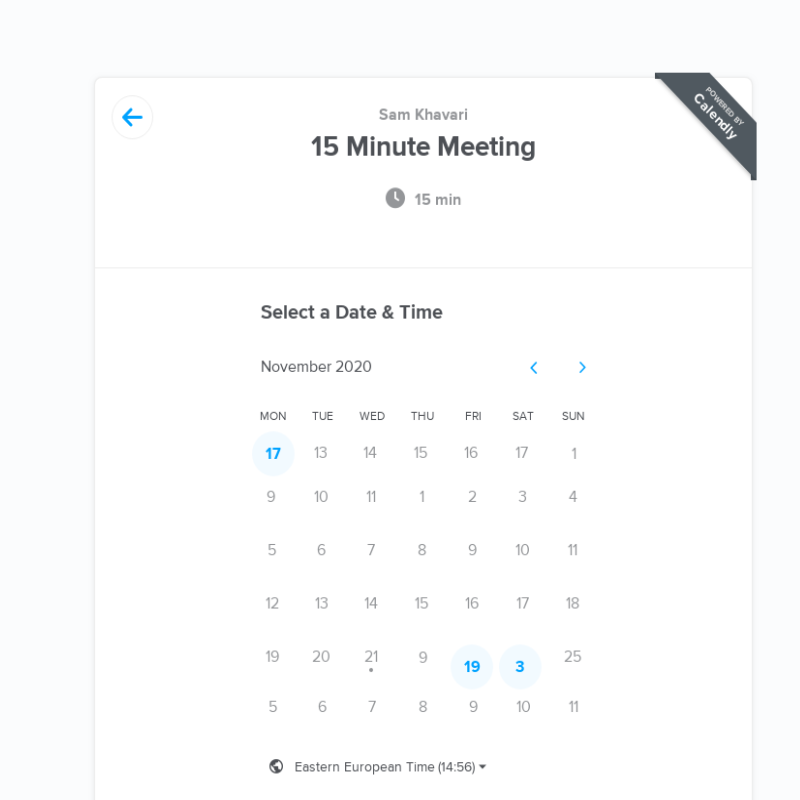 POWERED BY
Calendly
Sam Khavari
15 Minute Meeting
15 min
Select a Date & Time
November 2020
MON TUE WED THU FRI SAT SUN
17 13 14 15 16 17 1
9 10 11 1 2 3 4
5 6 7 8 9 10 11
12 13 14 15 16 17 18
19 20 21 9 19 3 25
5 6 7 8 9 10 11
Eastern European Time (14:56)